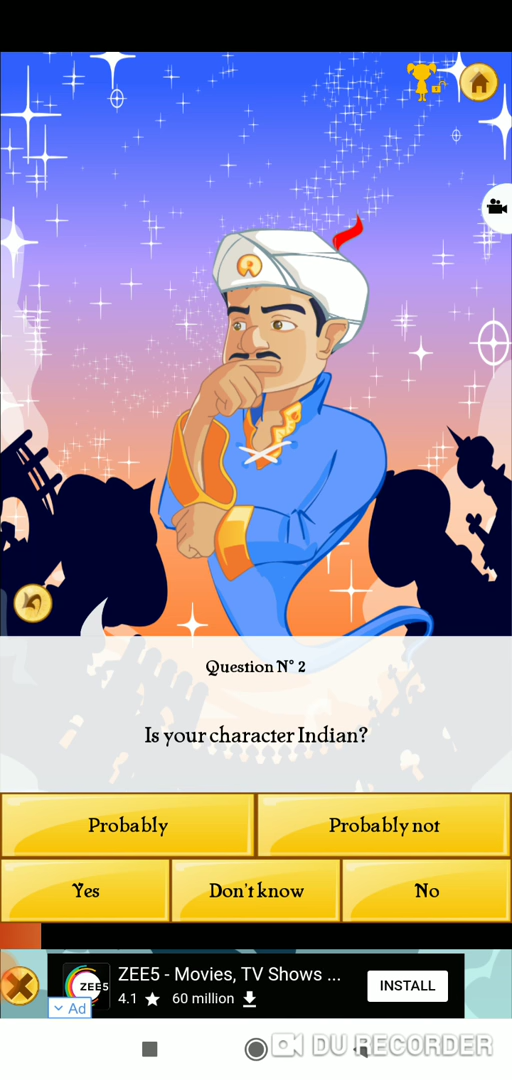 Question N° 2
Is your character Indian?
Probably
Probably not
Yes
Don't know
No
ZEE5
ZEE5 - Movies, TV Shows ...
4.1 ★ 60 million
INSTALL
Ad
DU RECORDER